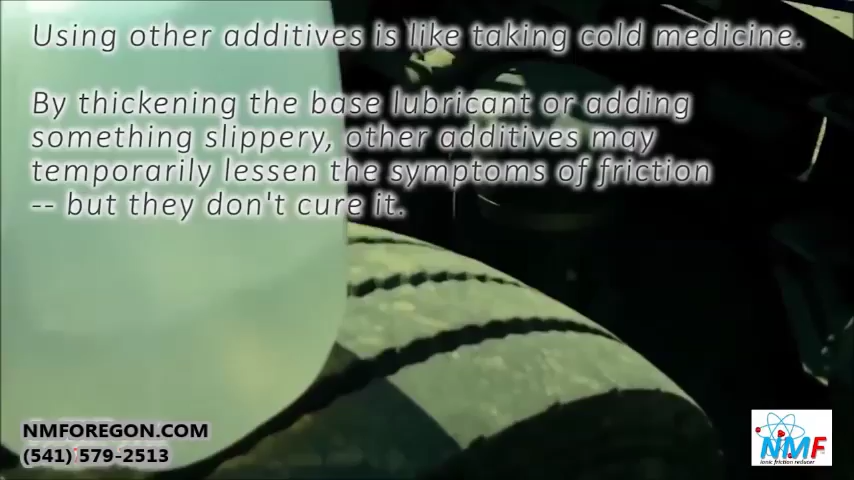 Using other additives is like taking cold medicine.
By thickening the base lubricant or adding
something slippery, other additives may
temporarily lessen the symptoms of friction
-- but they don't cure it.
NMFOREGON.COM
(541) 579-2513
NMF
ionic friction reducer